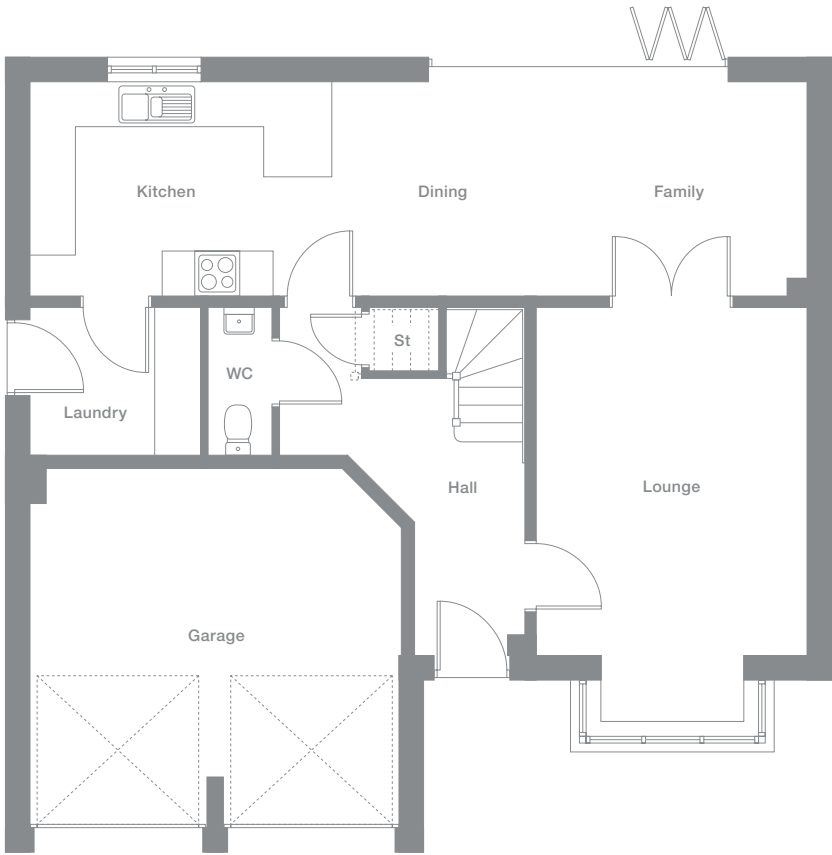 Kitchen
Dining
Family
St
WC
Laundry
Hall
Lounge
Garage